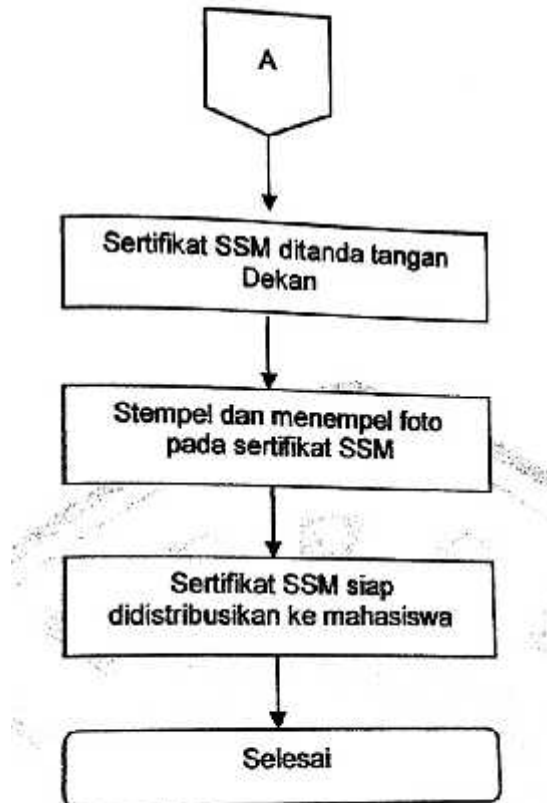 A
Sertifikat SSM ditanda tangan
Dekan
Stempel dan menempel foto
pada sertifikat SSM
Sertifikat SSM siap
didistribusikan ke mahasiswa
Selesai